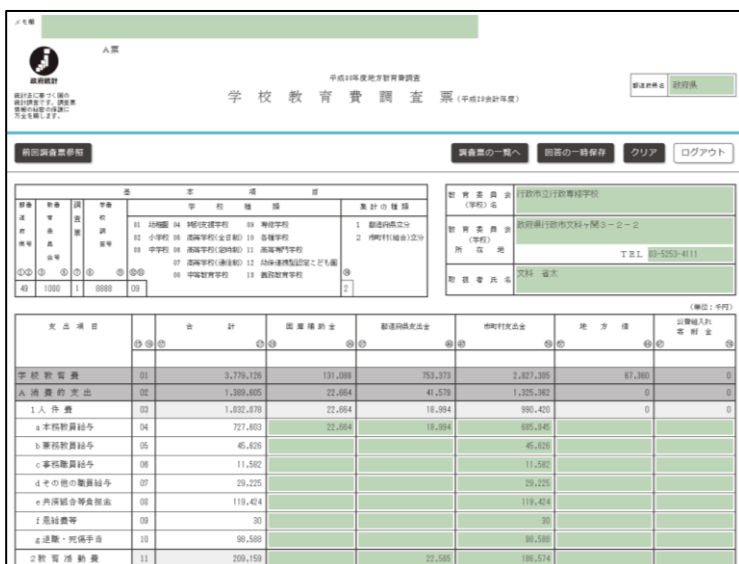 メモ欄
A票
政府統計
統計法に基づく国の
統計調査です。調査票
情報の秘密の保護に
万全を期します。
平成30年度地方教育費調査
学校教育費調査票(平成29会計年度)
都道府県名 政府県
前回調査票参照
調査票の一覧へ
回答の一時保存
クリア
ログアウト
基本項目
学校種類
集計の種類
01 幼稚園 04 特別支援学校 09 専修学校
02 小学校 05 高等学校(全日制) 10 各種学校
03 中学校 06 高等学校(定時制) 11 高等専門学校
07 高等学校(通信制) 12 幼保連携型認定こども園
08 中等教育学校 13 義務教育学校
1 都道府県立分
2 市町村(組合)立分
49 1000 1 8888 09 2
教育委員会(学校)名 行政市立行政専修学校
教育委員会(学校)所在地 政府県行政市文科ヶ関3-2-2
TEL 03-5253-4111
取扱者氏名 文科 省太
(単位:千円)
支出項目 合計 国庫補助金 都道府県支出金 市町村支出金 地方債 公費組入れ寄附金
学校教育費 01 3,779,126 131,088 753,373 2,827,305 67,360 0
A 消費的支出 02 1,389,605 22,664 41,579 1,325,362 0 0
1人件費 03 1,032,078 22,664 18,994 990,420 0 0
a本務教員給与 04 727,603 22,664 18,994 685,945
b兼務教員給与 05 45,626 45,626
c事務職員給与 06 11,582 11,582
dその他の職員給与 07 29,225 29,225
e共済組合等負担金 08 119,424 119,424
f恩給費等 09 30 30
g退職・死傷手当 10 98,588 98,588
2教育活動費 11 209,159 22,585 186,574